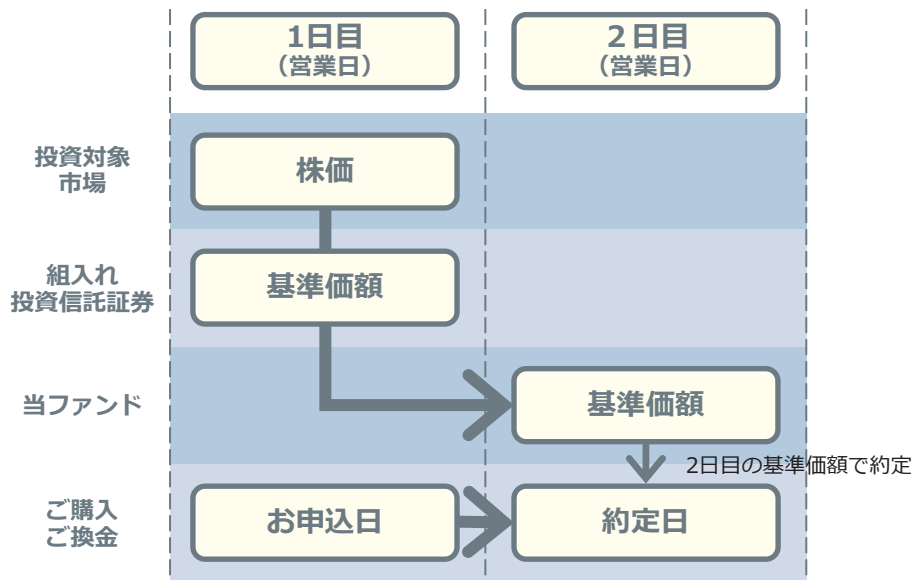 1日目
（営業日）
２日目
（営業日）
投資対象
市場
株価
組入れ
投資信託証券
基準価額
当ファンド
基準価額
2日目の基準価額で約定
ご購入
ご換金
お申込日
約定日